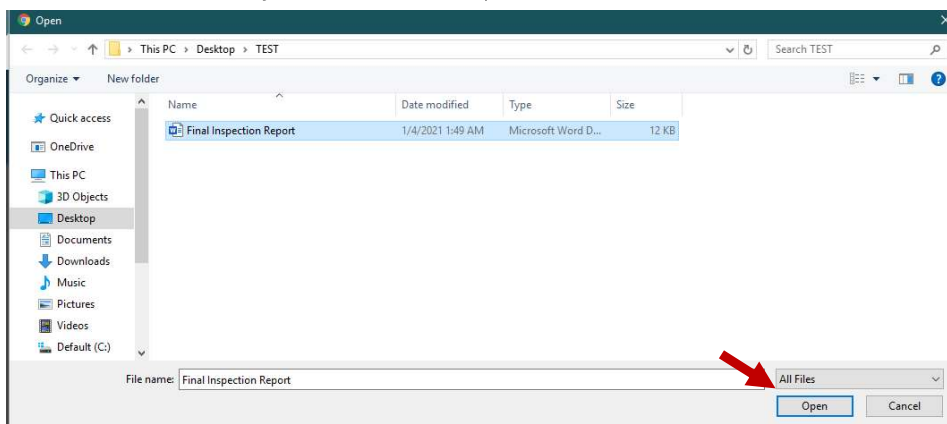 Open
This PC > Desktop > TEST
Search TEST
Organize
New folder
Name Date modified Type Size
Final Inspection Report 1/4/2021 1:49 AM Microsoft Word D... 12 KB
Quick access
OneDrive
This PC
3D Objects
Desktop
Documents
Downloads
Music
Pictures
Videos
Default (C:)
File name: Final Inspection Report All Files
Open Cancel